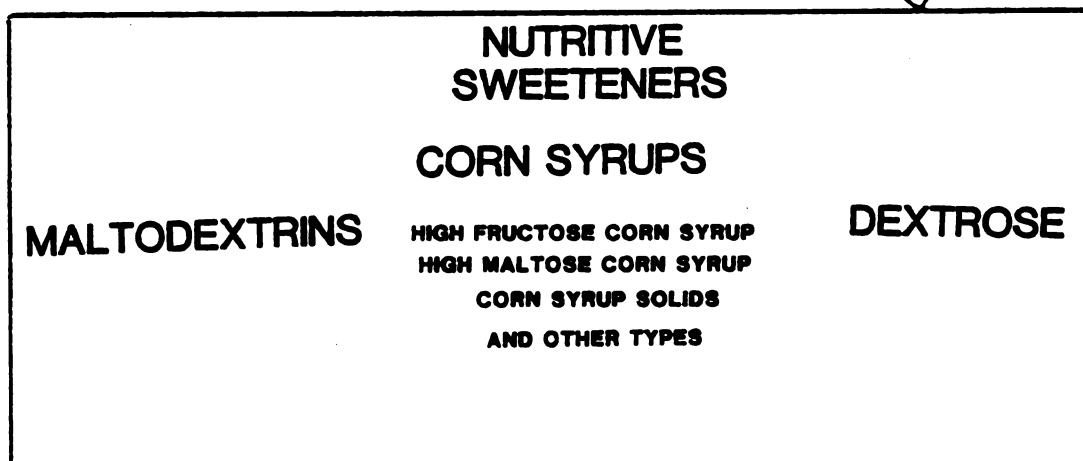 NUTRITIVE
SWEETENERS
CORN SYRUPS
MALTODEXTRINS
HIGH FRUCTOSE CORN SYRUP
HIGH MALTOSE CORN SYRUP
CORN SYRUP SOLIDS
AND OTHER TYPES
DEXTROSE